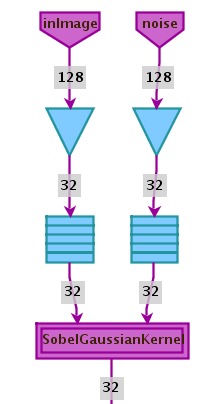 inImage noise
128 128
32 32
32 32
SobelGaussianKernel
32